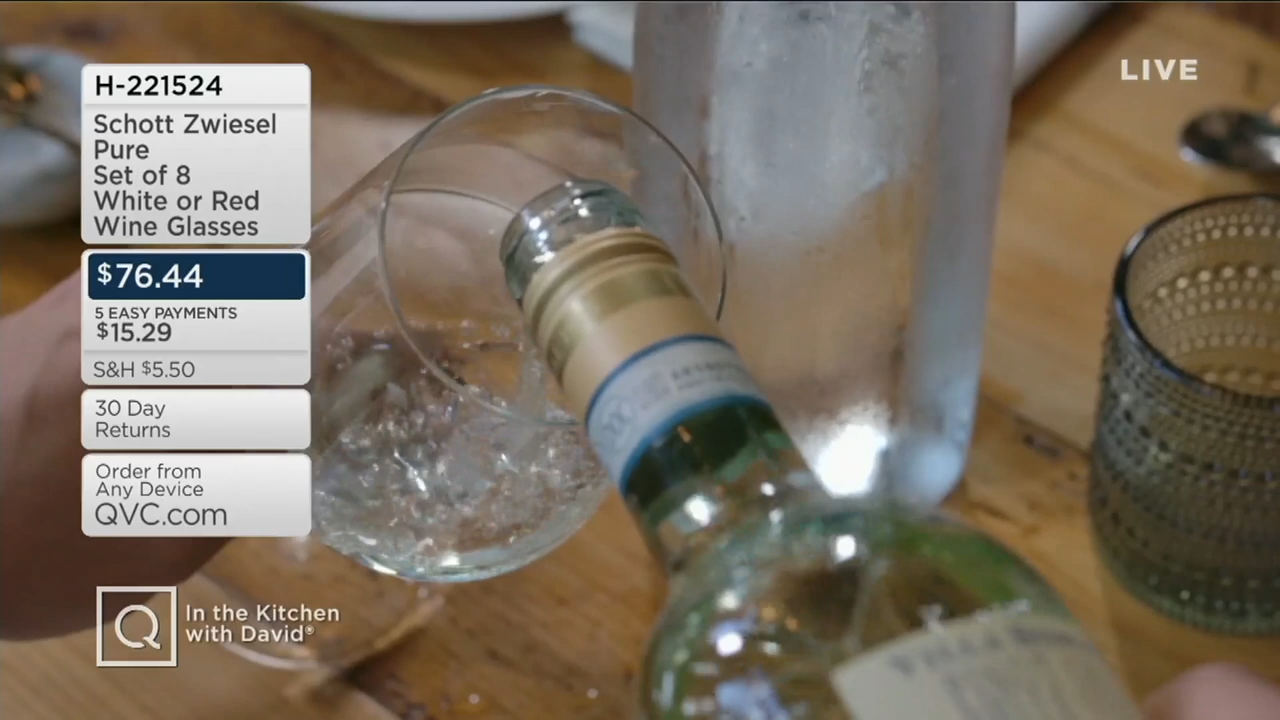 H-221524
Schott Zwiesel
Pure
Set of 8
White or Red
Wine Glasses
$76.44
5 EASY PAYMENTS
$15.29
S&H $5.50
30 Day
Returns
Order from
Any Device
QVC.com
Q
In the Kitchen
with David®
LIVE